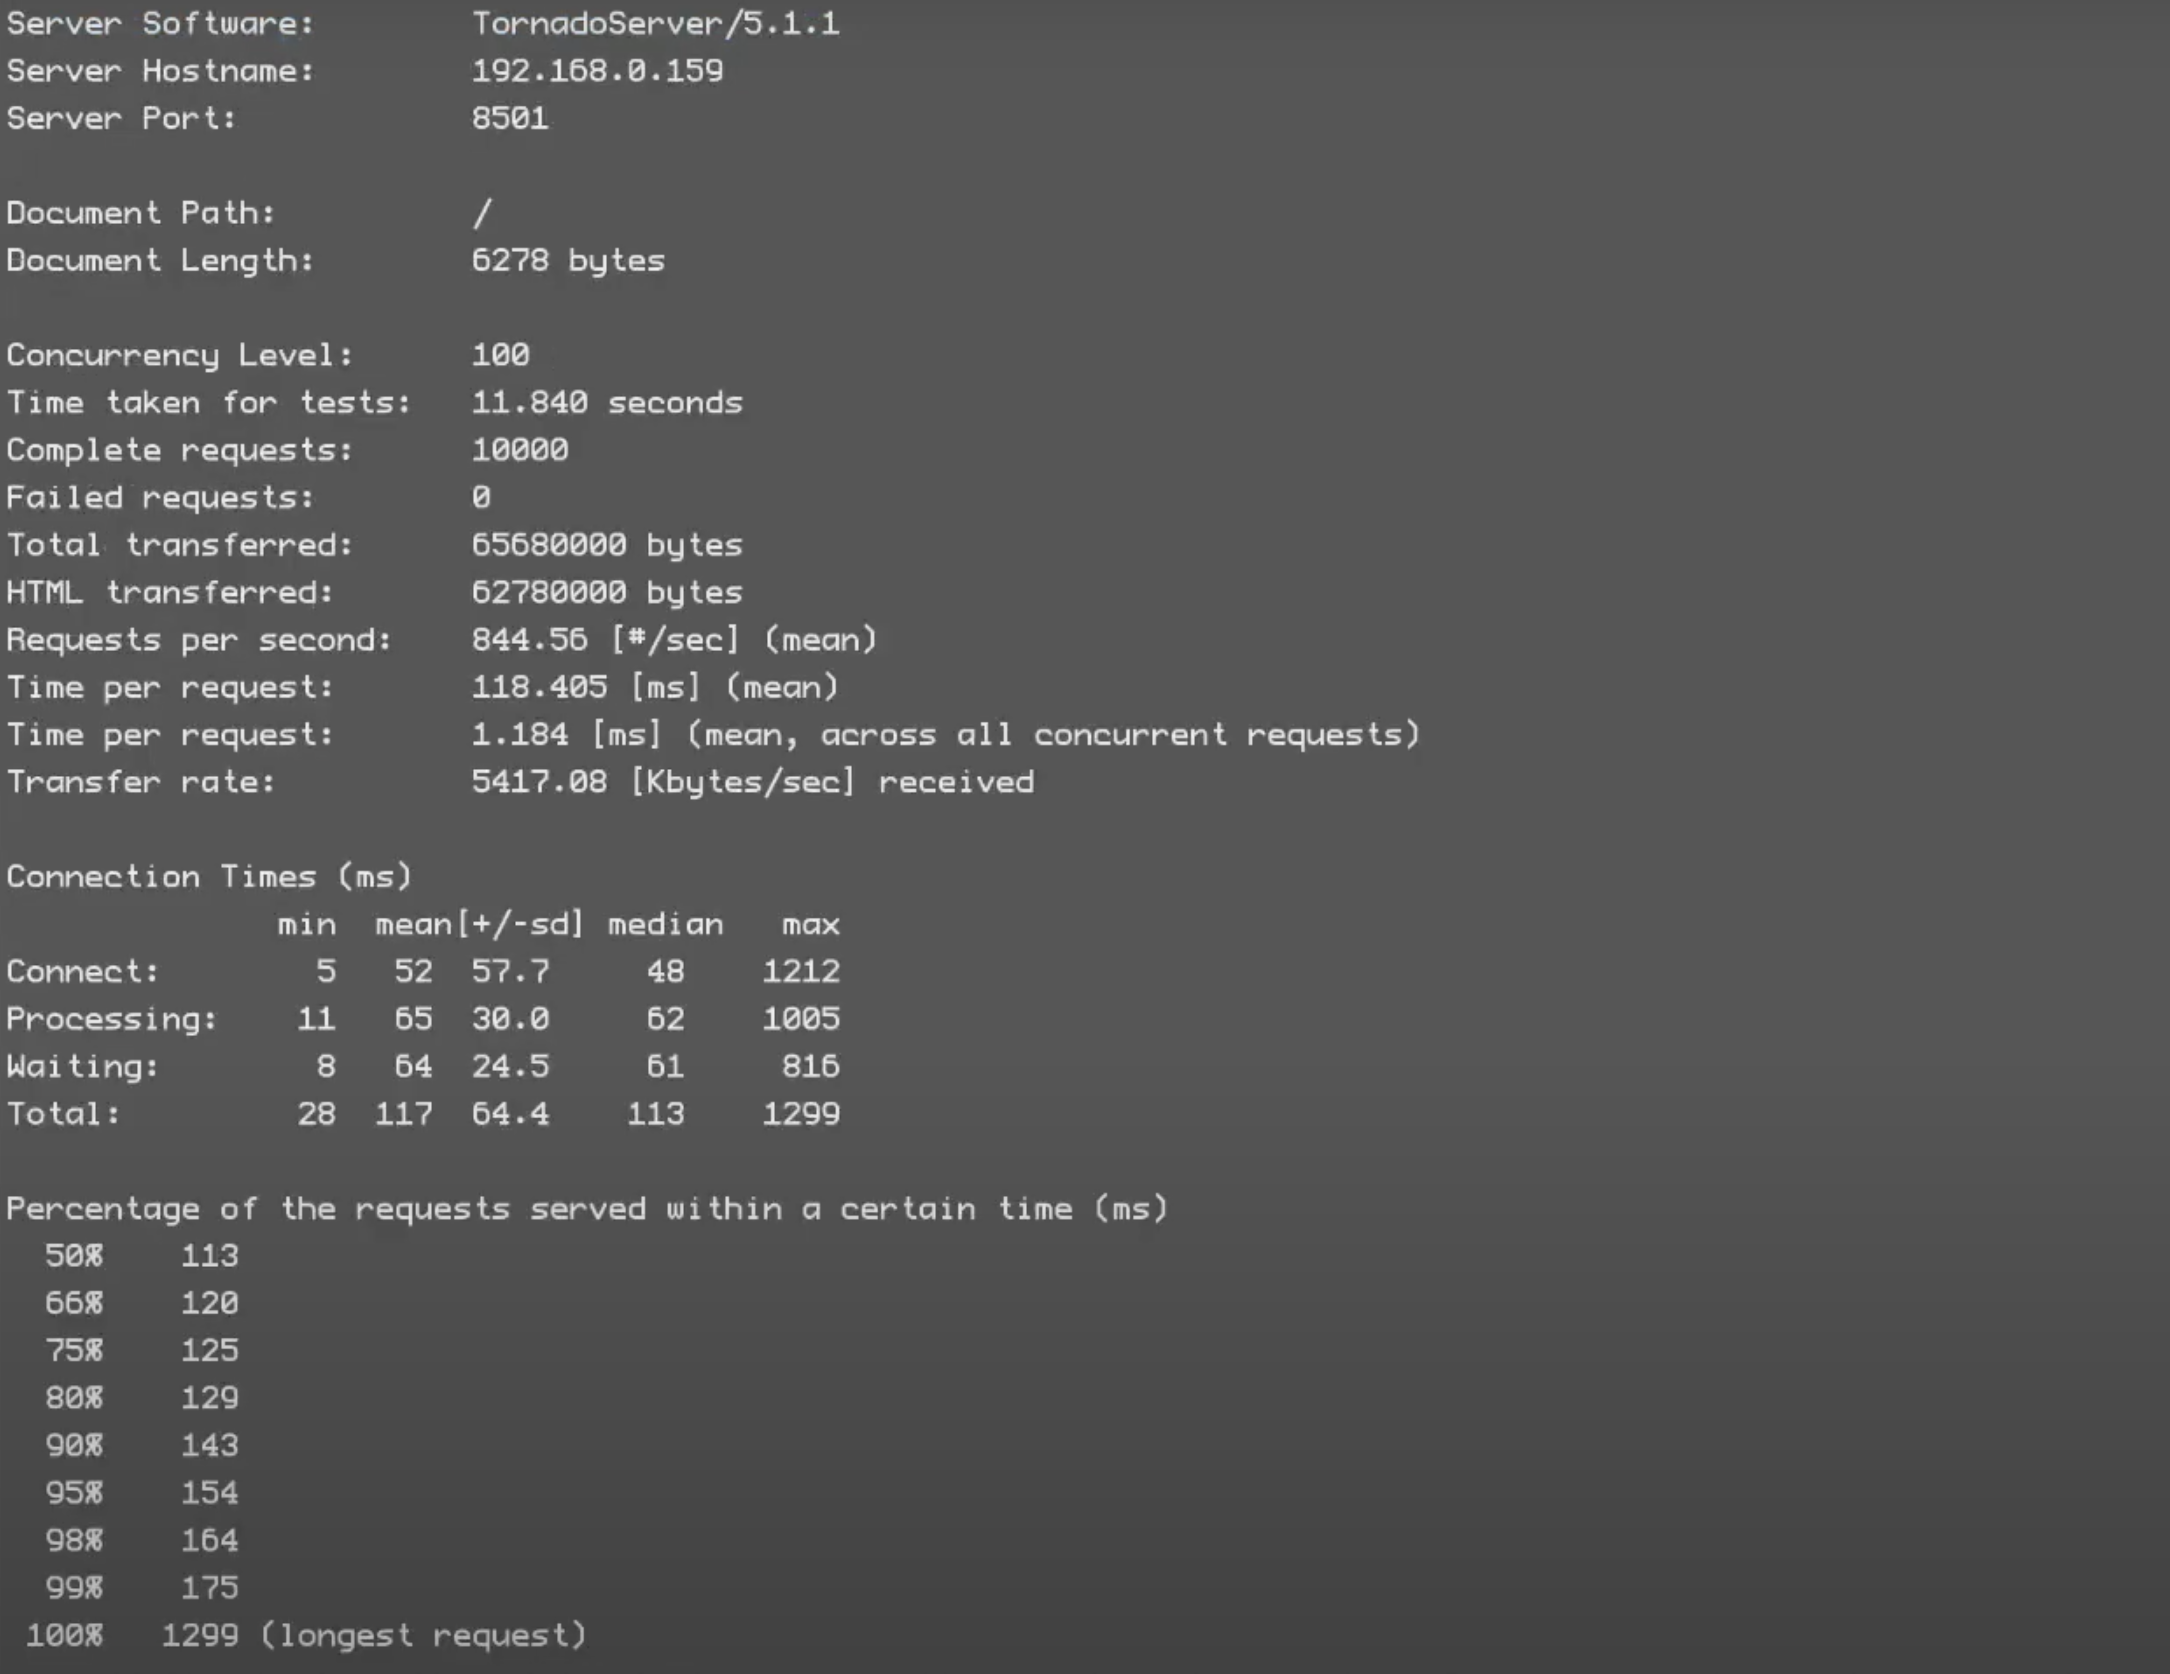 Server Software:        TornadoServer/5.1.1
Server Hostname:        192.168.0.159
Server Port:            8501

Document Path:          /
Document Length:        6278 bytes

Concurrency Level:      100
Time taken for tests:   11.840 seconds
Complete requests:      10000
Failed requests:        0
Total transferred:      65680000 bytes
HTML transferred:       62780000 bytes
Requests per second:    844.56 [#/sec] (mean)
Time per request:       118.405 [ms] (mean)
Time per request:       1.184 [ms] (mean, across all concurrent requests)
Transfer rate:          5417.08 [Kbytes/sec] received

Connection Times (ms)
              min  mean[+/-sd] median   max
Connect:        5   52  57.7     48    1212
Processing:    11   65  30.0     62    1005
Waiting:        8   64  24.5     61     816
Total:         28  117  64.4    113    1299

Percentage of the requests served within a certain time (ms)
  50%    113
  66%    120
  75%    125
  80%    129
  90%    143
  95%    154
  98%    164
  99%    175
 100%   1299 (longest request)